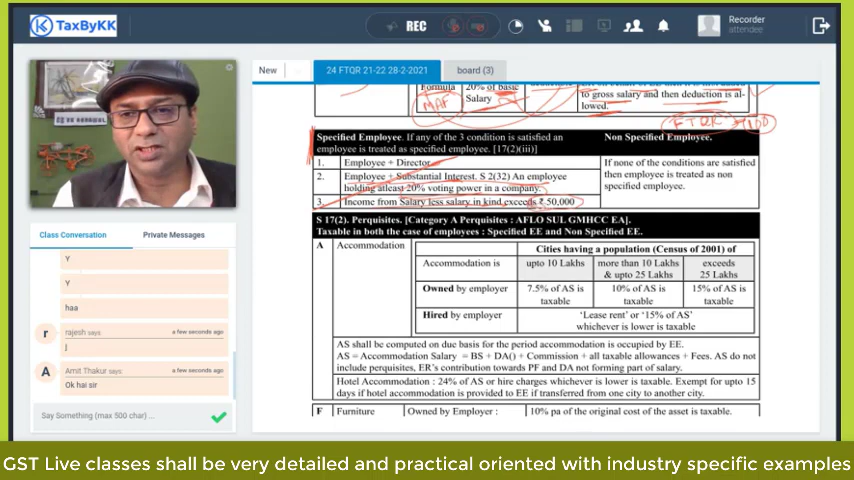 TaxByKK
REC
Recorder
attendee
New
24 FTQR 21-22 28-2-2021
board (3)
Formula
20% of basic
Salary
to gross salary and then deduction is al-
lowed.
MAF
Specified Employee. If any of the 3 condition is satisfied an
employee is treated as specified employee. [17(2)(iii)]
Non Specified Employee.
1. Employee + Director
2. Employee + Substantial Interest. S 2(32) An employee
holding atleast 20% voting power in a company.
3. Income from Salary less salary in kind exceeds ₹ 50,000
If none of the conditions are satisfied
then employee is treated as non
specified employee.
S 17(2). Perquisites. [Category A Perquisites : AFLO SUL GMHCC EA].
Taxable in both the case of employees : Specified EE and Non Specified EE.
A Accommodation
Cities having a population (Census of 2001) of
Accommodation is
upto 10 Lakhs
more than 10 Lakhs
& upto 25 Lakhs
exceeds
25 Lakhs
Owned by employer
7.5% of AS is
taxable
10% of AS is
taxable
15% of AS is
taxable
Hired by employer
'Lease rent' or '15% of AS'
whichever is lower is taxable
AS shall be computed on due basis for the period accommodation is occupied by EE.
AS = Accommodation Salary = BS + DA() + Commission + all taxable allowances + Fees. AS do not
include perquisites, ER's contribution towards PF and DA not forming part of salary.
Hotel Accommodation : 24% of AS or hire charges whichever is lower is taxable. Exempt for upto 15
days if hotel accommodation is provided to EE if transferred from one city to another city.
F Furniture
Owned by Employer :
10% pa of the original cost of the asset is taxable.
Class Conversation
Private Messages
Y
Y
haa
r
rajesh says
a few seconds ago
j
A
Amit Thakur says
a few seconds ago
Ok hai sir
Say Something (max 500 char) ...
GST Live classes shall be very detailed and practical oriented with industry specific examples